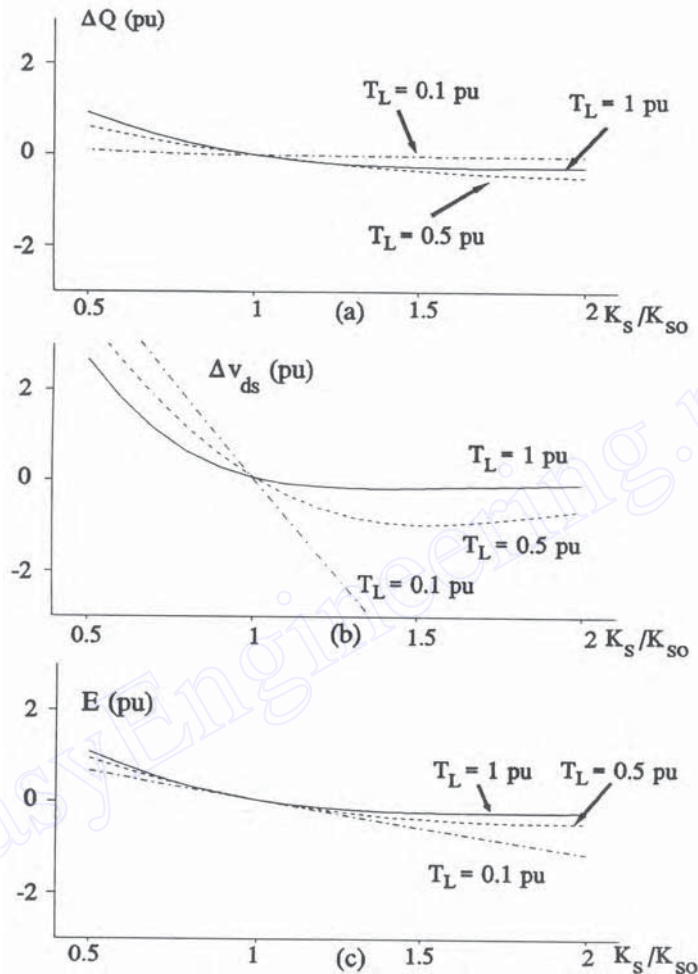 ΔQ (pu)
2
0
-2
T_L = 0.1 pu
T_L = 1 pu
T_L = 0.5 pu
0.5
1
(a)
1.5
2 K_s/K_so
Δv_ds (pu)
2
0
-2
T_L = 1 pu
T_L = 0.5 pu
T_L = 0.1 pu
0.5
1
(b)
1.5
2 K_s/K_so
E (pu)
2
0
-2
T_L = 1 pu
T_L = 0.5 pu
T_L = 0.1 pu
0.5
1
(c)
1.5
2 K_s/K_so
asyEngineering.n